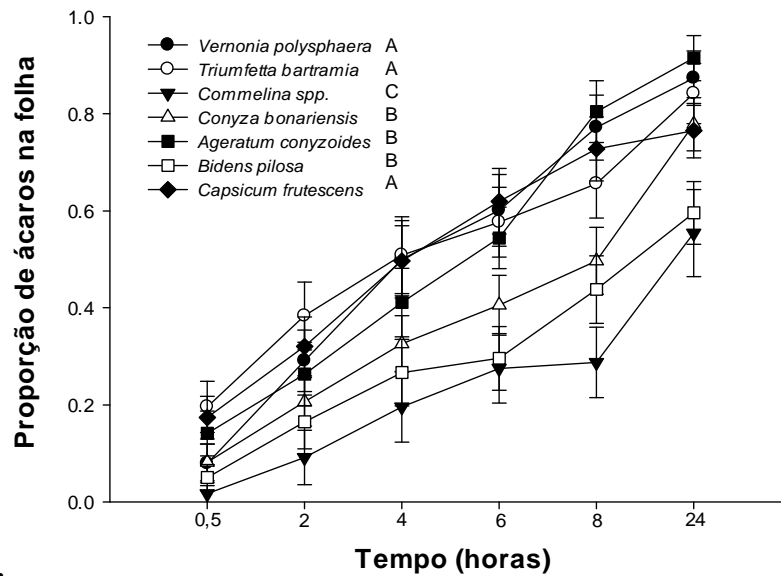 1.0
Vernonia polysphaera A
Triumfetta bartramia A
Commelina spp. C
Conyza bonariensis B
Ageratum conyzoides B
Bidens pilosa B
Capsicum frutescens A
0.8
0.6
0.4
0.2
0.0
Proporção de ácaros na folha
0,5 2 4 6 8 24
Tempo (horas)